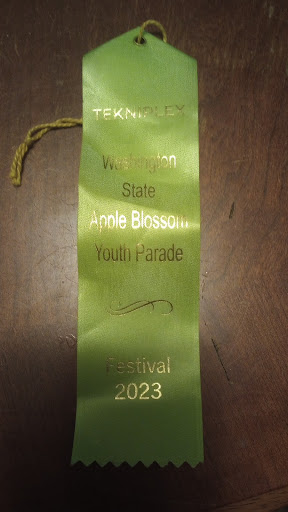 TEKNIPLEX
Washington
State
Apple Blossom
Youth Parade
Festival
2023